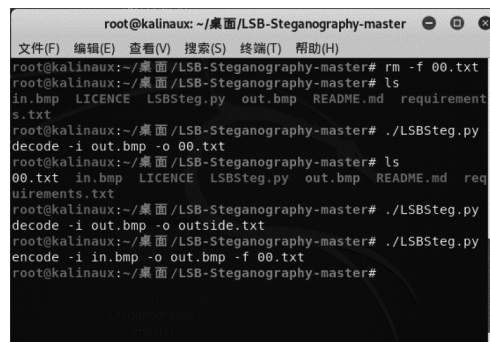 root@kalinaux: ~/桌面/LSB-Steganography-master
文件(F) 编辑(E) 查看(V) 搜索(S) 终端(T) 帮助(H)
root@kalinaux:~/桌面/LSB-Steganography-master# rm -f 00.txt
root@kalinaux:~/桌面/LSB-Steganography-master# ls
in.bmp LICENCE LSBSteg.py out.bmp README.md requirement
s.txt
root@kalinaux:~/桌面/LSB-Steganography-master# ./LSBSteg.py
decode -i out.bmp -o 00.txt
root@kalinaux:~/桌面/LSB-Steganography-master# ls
00.txt in.bmp LICENCE LSBSteg.py out.bmp README.md req
uirements.txt
root@kalinaux:~/桌面/LSB-Steganography-master# ./LSBSteg.py
decode -i out.bmp -o outside.txt
root@kalinaux:~/桌面/LSB-Steganography-master# ./LSBSteg.py
encode -i in.bmp -o out.bmp -f 00.txt
root@kalinaux:~/桌面/LSB-Steganography-master#